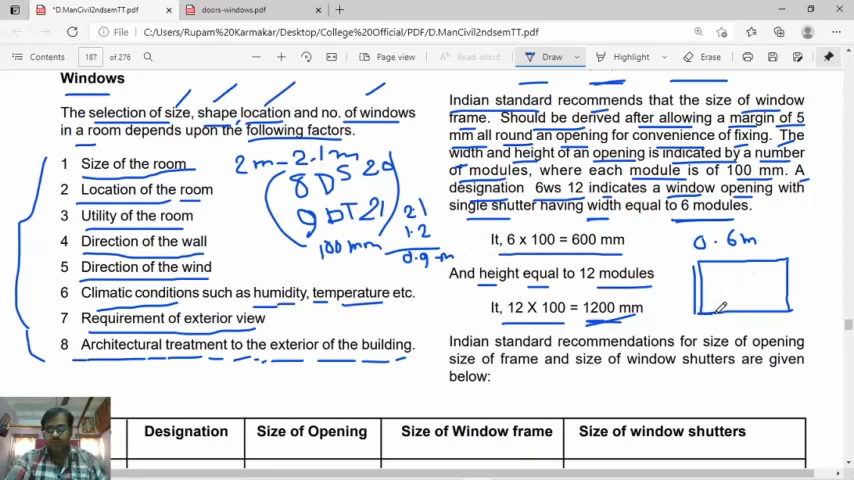 *D.ManCivil2ndsemTT.pdf
doors-windows.pdf
File
C:/Users/Rupam%20Karmakar/Desktop/College%20Official/PDF/D.ManCivil2ndsemTT.pdf
Contents
187
of 276
Page view
Read aloud
Draw
Highlight
Erase
Windows
The selection of size, shape, location and no. of windows
in a room depends upon the following factors.
1 Size of the room
2 Location of the room
3 Utility of the room
4 Direction of the wall
5 Direction of the wind
6 Climatic conditions such as humidity, temperature etc.
7 Requirement of exterior view
8 Architectural treatment to the exterior of the building.
2m - 2.1m
8 DS 20
9 DT 21
100 mm
21
1.2
0.9 m
Indian standard recommends that the size of window
frame. Should be derived after allowing a margin of 5
mm all round an opening for convenience of fixing. The
width and height of an opening is indicated by a number
of modules, where each module is of 100 mm. A
designation 6ws 12 indicates a window opening with
single shutter having width equal to 6 modules.
It, 6 x 100 = 600 mm
0.6m
And height equal to 12 modules
It, 12 X 100 = 1200 mm
Indian standard recommendations for size of opening
size of frame and size of window shutters are given
below:
Designation
Size of Opening
Size of Window frame
Size of window shutters